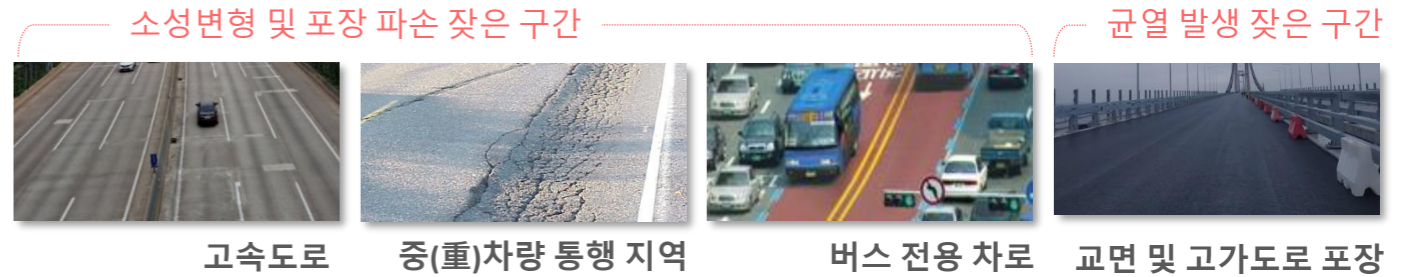 소성변형 및 포장 파손 잦은 구간
균열 발생 잦은 구간
고속도로
중(重)차량 통행 지역
버스 전용 차로
교면 및 고가도로 포장